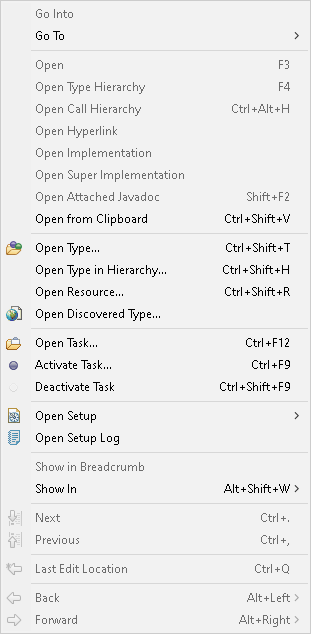 Go Into
Go To
Open F3
Open Type Hierarchy F4
Open Call Hierarchy Ctrl+Alt+H
Open Hyperlink
Open Implementation
Open Super Implementation
Open Attached Javadoc Shift+F2
Open from Clipboard Ctrl+Shift+V
Open Type... Ctrl+Shift+T
Open Type in Hierarchy... Ctrl+Shift+H
Open Resource... Ctrl+Shift+R
Open Discovered Type...
Open Task... Ctrl+F12
Activate Task... Ctrl+F9
Deactivate Task Ctrl+Shift+F9
Open Setup
Open Setup Log
Show in Breadcrumb
Show In Alt+Shift+W
Next Ctrl+.
Previous Ctrl+,
Last Edit Location Ctrl+Q
Back Alt+Left
Forward Alt+Right